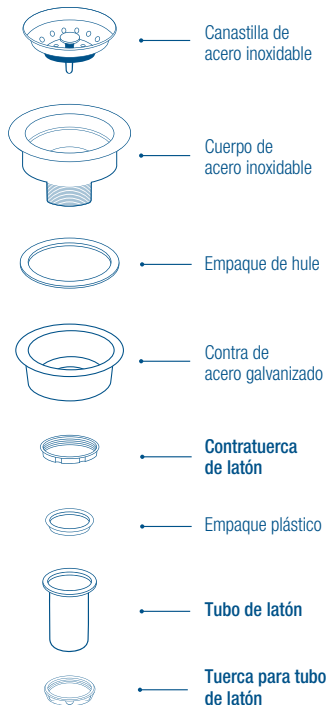 Canastilla de
acero inoxidable
Cuerpo de
acero inoxidable
Empaque de hule
Contra de
acero galvanizado
Contratuerca
de latón
Empaque plástico
Tubo de latón
Tuerca para tubo
de latón